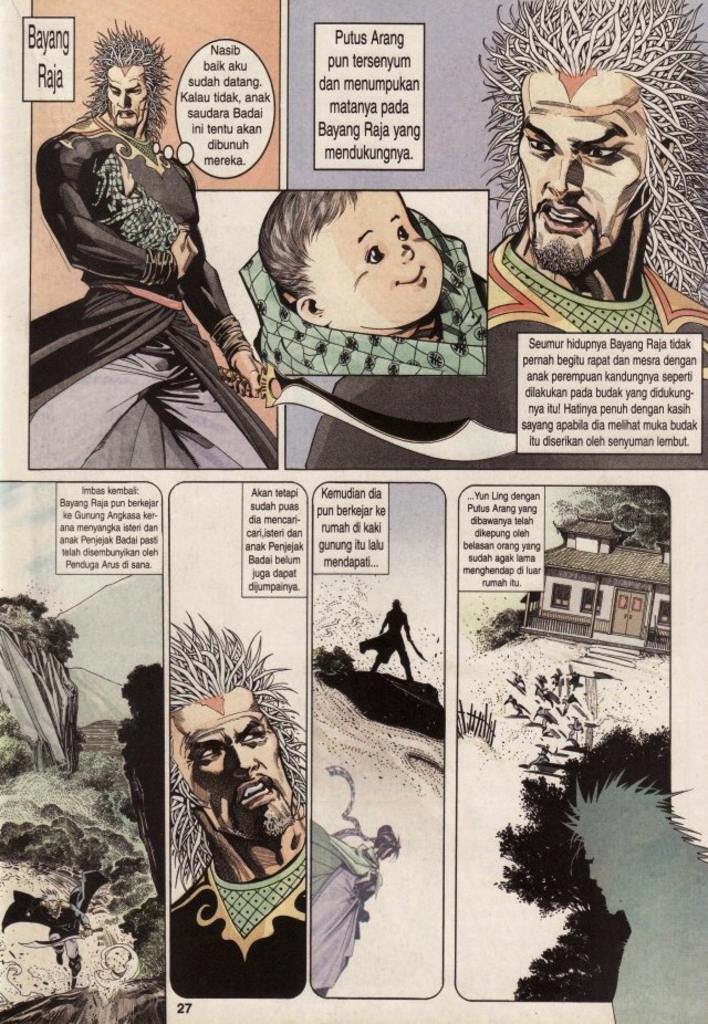 Bayang
Raja
Nasib
baik aku
sudah datang.
Kalau tidak, anak
saudara Badai
ini tentu akan
dibunuh
mereka.
Putus Arang
pun tersenyum
dan menumpukan
matanya pada
Bayang Raja yang
mendukungnya.
Seumur hidupnya Bayang Raja tidak
pernah begitu rapat dan mesra dengan
anak perempuan kandungnya seperti
dilakukan pada budak yang didukung-
nya itu! Hatinya penuh dengan kasih
sayang apabila dia melihat muka budak
itu diserikan oleh senyuman lembut.
Imbas kembali:
Bayang Raja pun berkejar
ke Gunung Angkasa ker-
ana menyangka isteri dan
anak Penjejak Badai pasti
telah disembunyikan oleh
Penduga Arus di sana.
Akan tetapi
sudah puas
dia mencari-
cari,isteri dan
anak Penjejak
Badai belum
juga dapat
dijumpainya.
Kemudian dia
pun berkejar ke
rumah di kaki
gunung itu lalu
mendapati...
...Yun Ling dengan
Putus Arang yang
dibawanya telah
dikepung oleh
belasan orang yang
sudah agak lama
menghendap di luar
rumah itu.
27